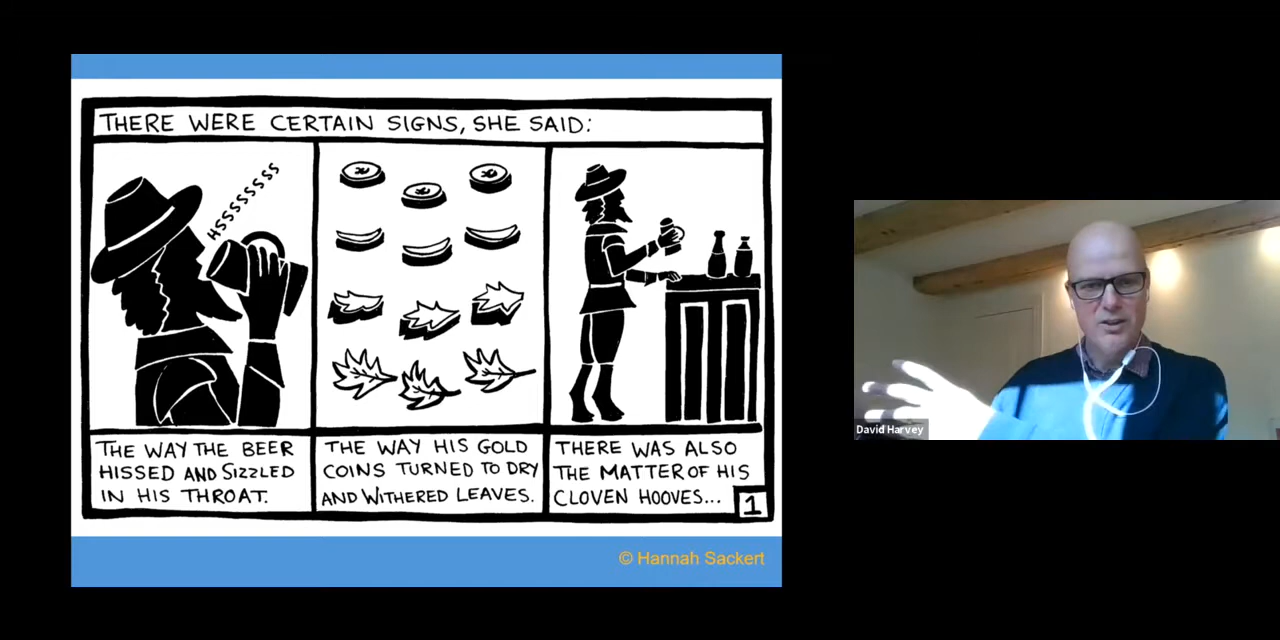 THERE WERE CERTAIN SIGNS, SHE SAID:
HSSSSSSSS
THE WAY THE BEER
HISSED AND SIZZLED
IN HIS THROAT.
THE WAY HIS GOLD
COINS TURNED TO DRY
AND WITHERED LEAVES.
THERE WAS ALSO
THE MATTER OF HIS
CLOVEN HOOVES...
1
© Hannah Sackert
David Harvey